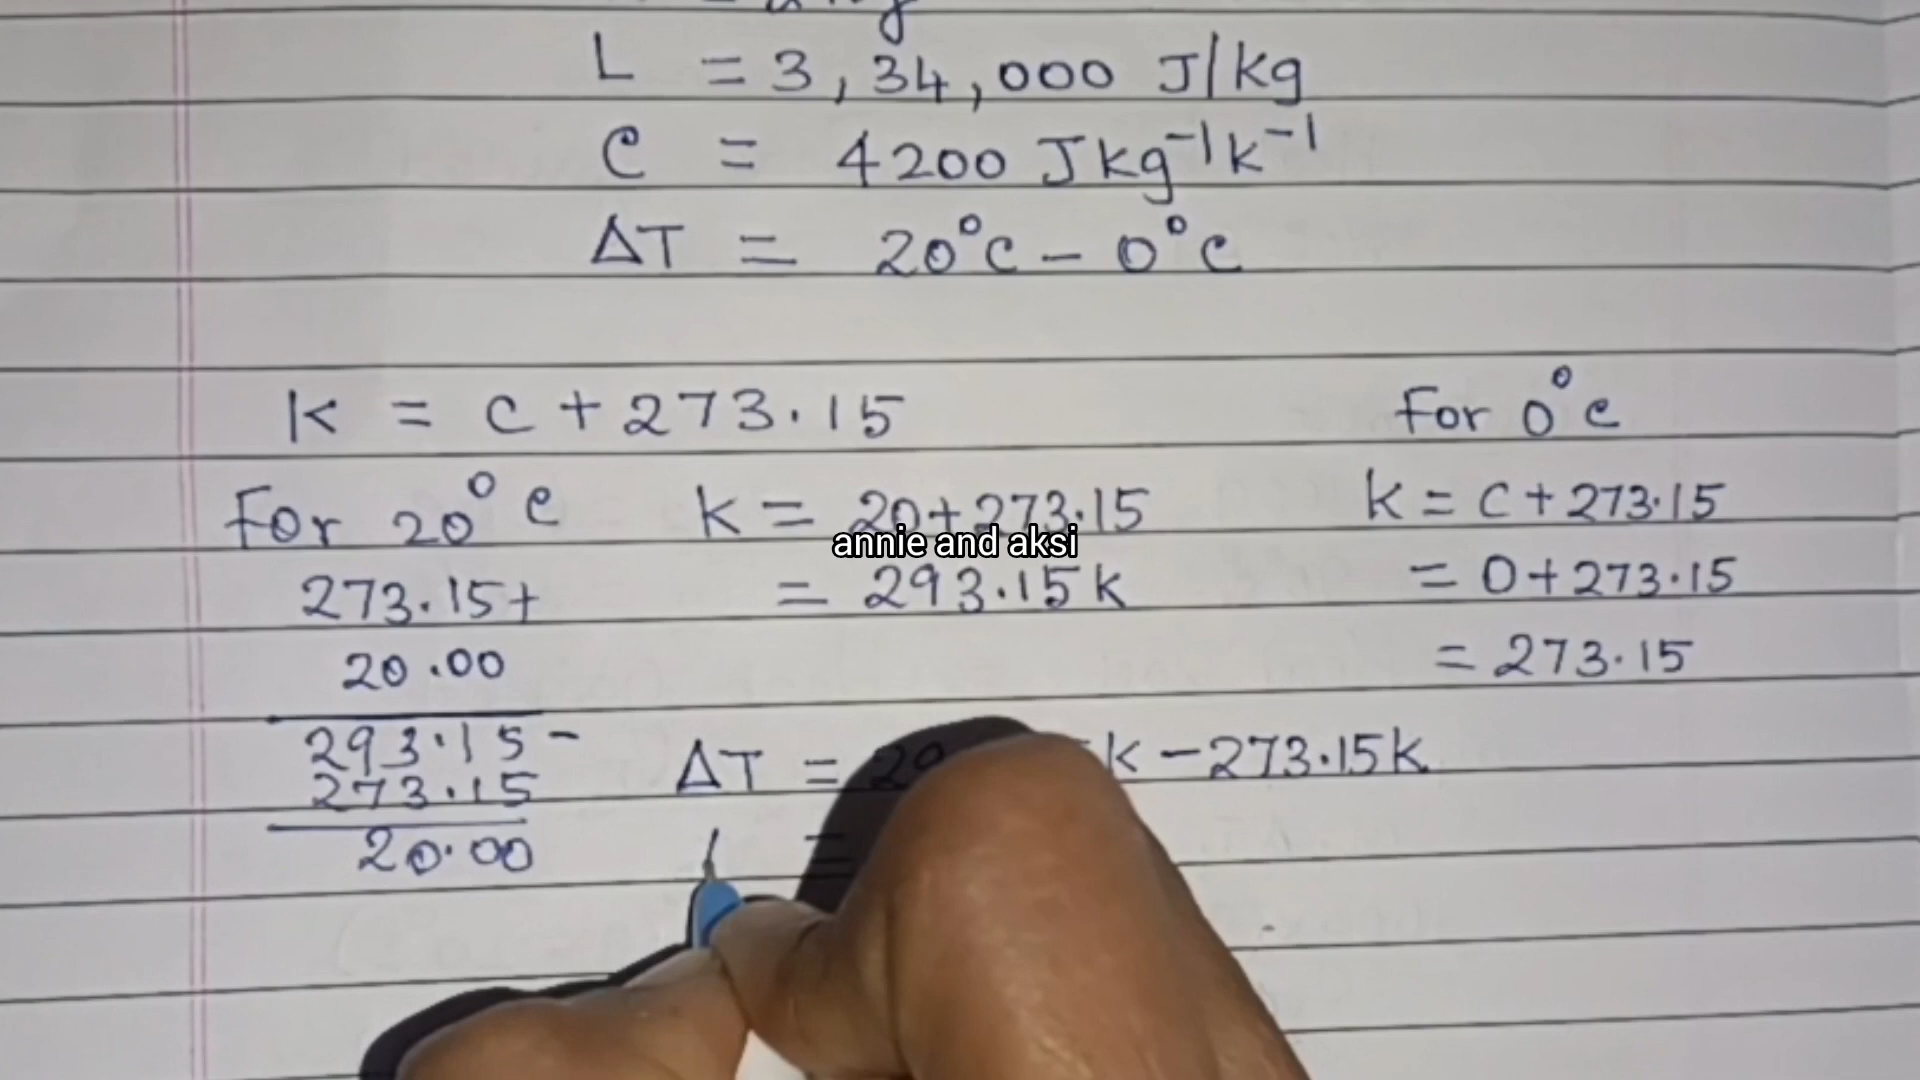 L = 3,34,000 J/kg
C = 4200 Jkg⁻¹k⁻¹
ΔT = 20°C - 0°C
K = C + 273.15
For 0°C
For 20°C
K = 20+273.15
K = C + 273.15
annie and aksi
273.15+
= 293.15k
= 0+273.15
20.00
= 273.15
293.15-
ΔT = k - 273.15k
273.15
20.00
=